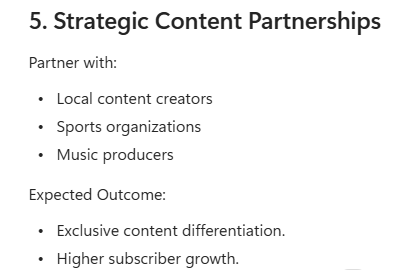 5. Strategic Content Partnerships
Partner with:
• Local content creators
• Sports organizations
• Music producers
Expected Outcome:
• Exclusive content differentiation.
• Higher subscriber growth.